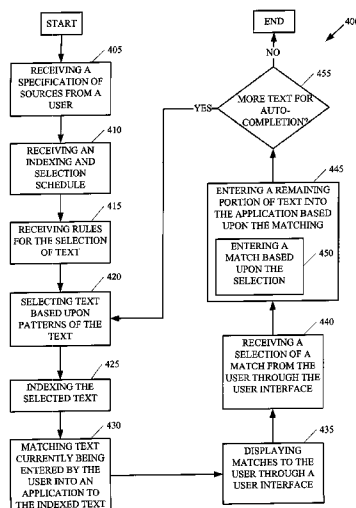 START
405
RECEIVING A
SPECIFICATION OF
SOURCES FROM A
USER
410
RECEIVING AN
INDEXING AND
SELECTION
SCHEDULE
415
RECEIVING RULES
FOR THE SELECTION
OF TEXT
420
SELECTING TEXT
BASED UPON
PATTERNS OF THE
TEXT
425
INDEXING THE
SELECTED TEXT
430
MATCHING TEXT
CURRENTLY BEING
ENTERED BY THE
USER INTO AN
APPLICATION TO
THE INDEXED TEXT
435
DISPLAYING
MATCHES TO THE
USER THROUGH A
USER INTERFACE
440
RECEIVING A
SELECTION OF A
MATCH FROM THE
USER THROUGH THE
USER INTERFACE
445
ENTERING A REMAINING
PORTION OF TEXT INTO
THE APPLICATION BASED
UPON THE MATCHING
450
ENTERING
A MATCH BASED
UPON THE
SELECTION
455
MORE TEXT FOR
AUTO-
COMPLETION?
YES
NO
END